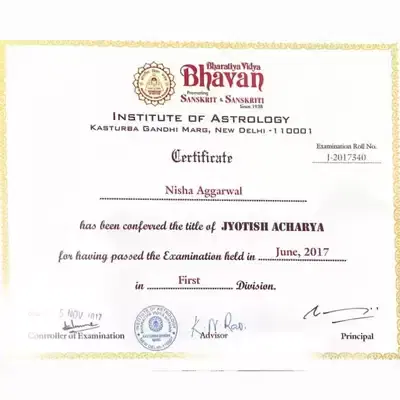 Bharatiya Vidya
Bhavan
Promoting
SANSKRIT & SANSKRITI
Since 1938
INSTITUTE OF ASTROLOGY
KASTURBA GANDHI MARG, NEW DELHI -110001
Examination Roll No.
1-2017340
Certificate
Nisha Aggarwal
has been conferred the title of JYOTISH ACHARYA
for having passed the Examination held in June, 2017
in First Division.
5 NOV 2017
K.N Rao.
Controller of Examination
Advisor
Principal